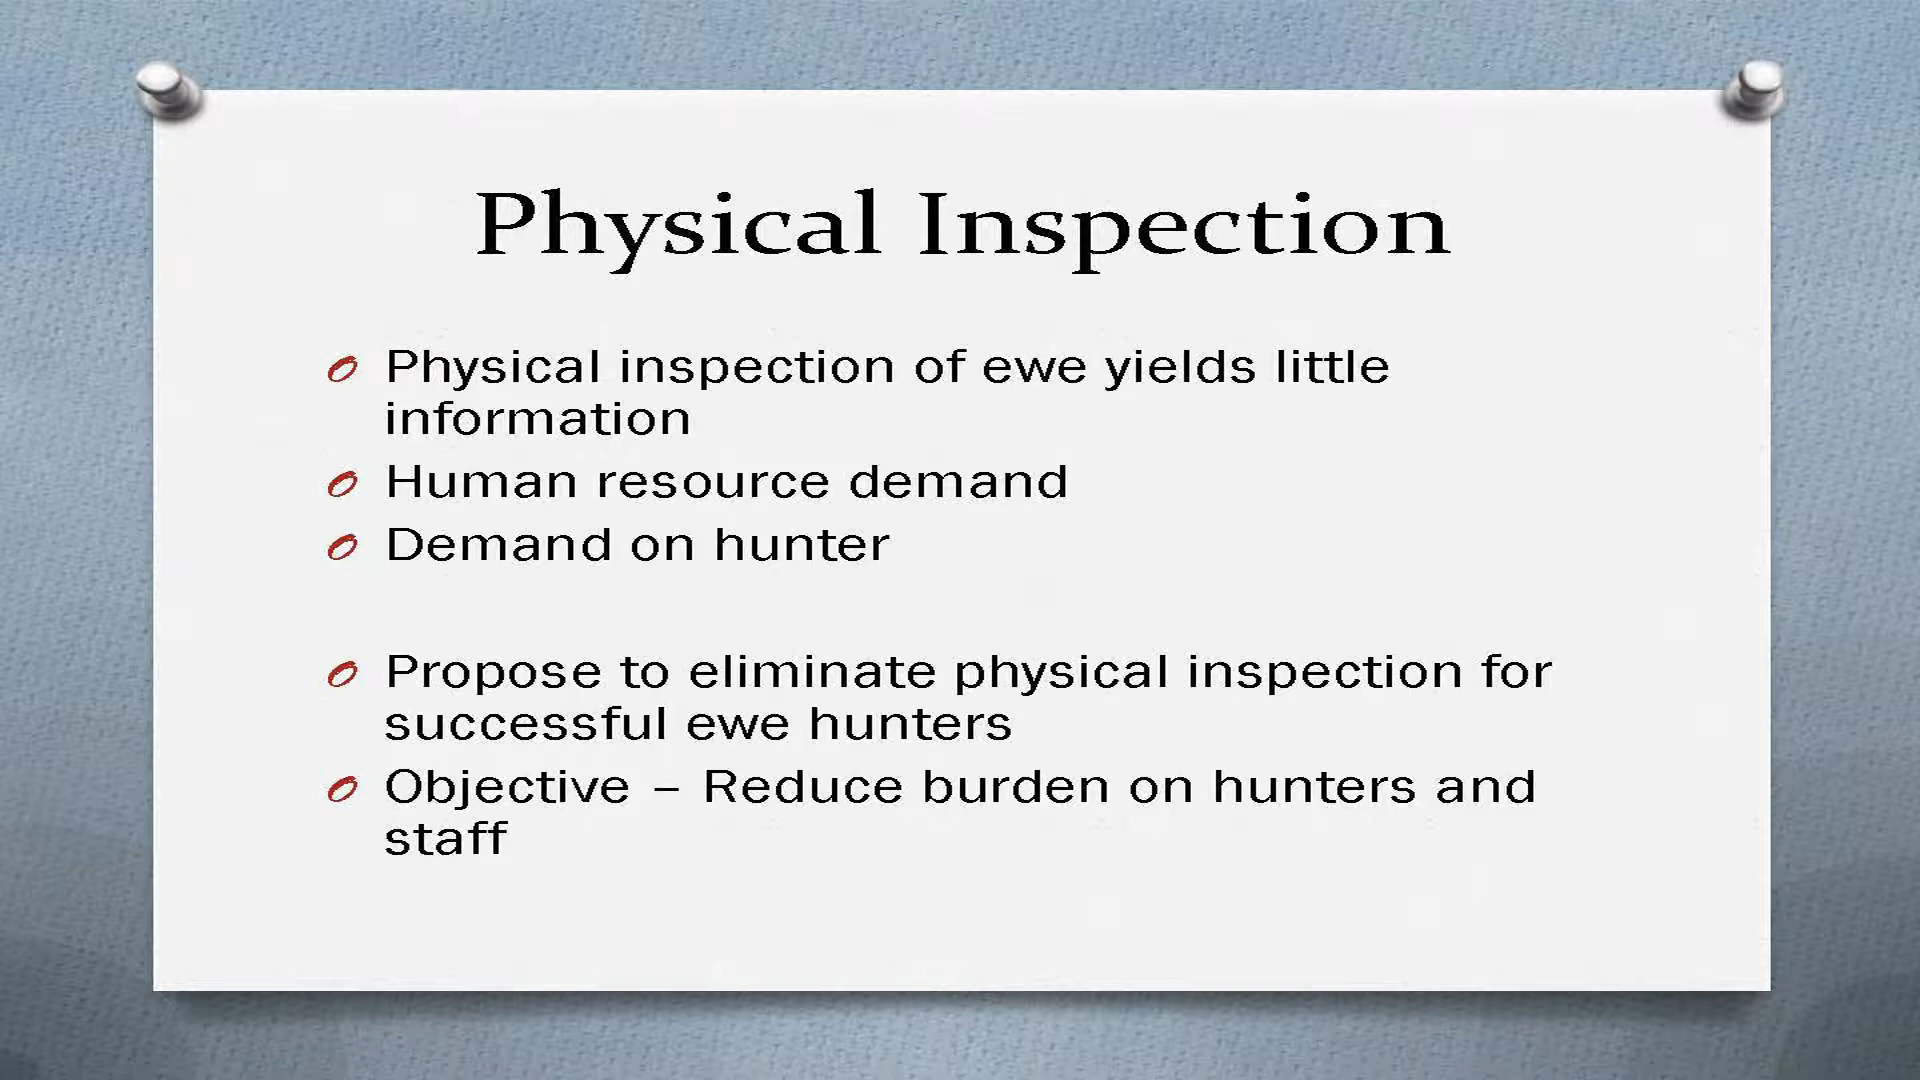 Physical Inspection
Physical inspection of ewe yields little
information
Human resource demand
Demand on hunter
Propose to eliminate physical inspection for
successful ewe hunters
Objective – Reduce burden on hunters and
staff